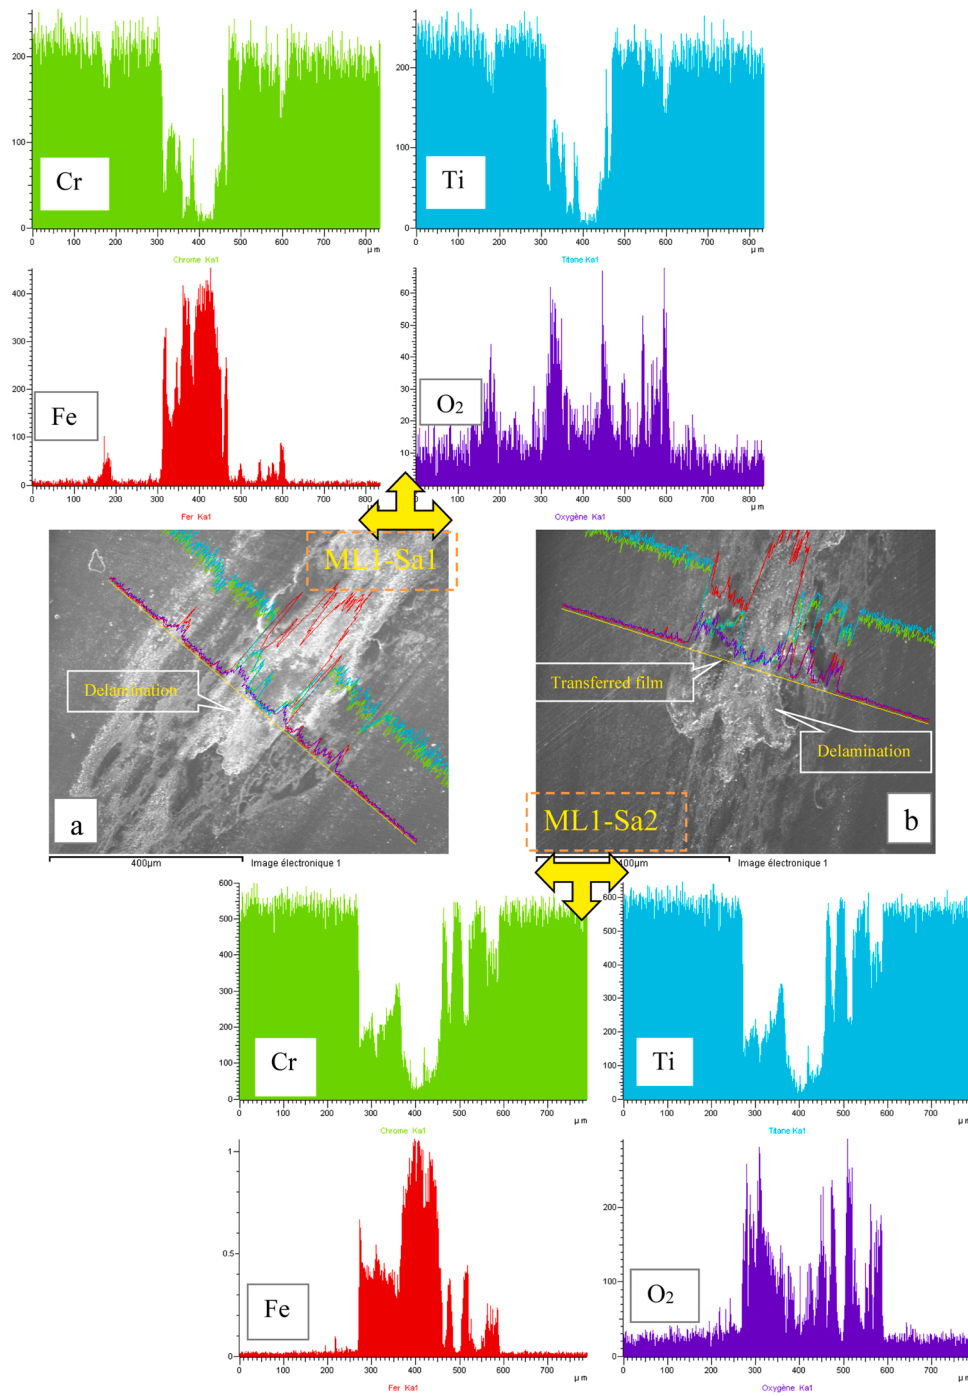 200
100
0
Cr
0 100 200 300 400 500 600 700 800
µm
Chrome Ka1
200
100
0
Ti
0 100 200 300 400 500 600 700 800
µm
Titane Ka1
400
300
200
100
0
Fe
0 100 200 300 400 500 600 700 800
µm
Fer Ka1
60
50
40
30
20
10
O2
0 100 200 300 400 500 600 700 800
µm
Oxygène Ka1
ML1-Sa1
Delamination
a
400µm
Image électronique 1
Transferred film
Delamination
ML1-Sa2
b
400µm
Image électronique 1
600
500
400
300
200
100
0
Cr
0 100 200 300 400 500 600 700
µm
Chrome Ka1
600
500
400
300
200
100
0
Ti
0 100 200 300 400 500 600 700
µm
Titane Ka1
1
0.5
0
Fe
0 100 200 300 400 500 600 700
µm
Fer Ka1
200
100
0
O2
0 100 200 300 400 500 600 700
µm
Oxygène Ka1